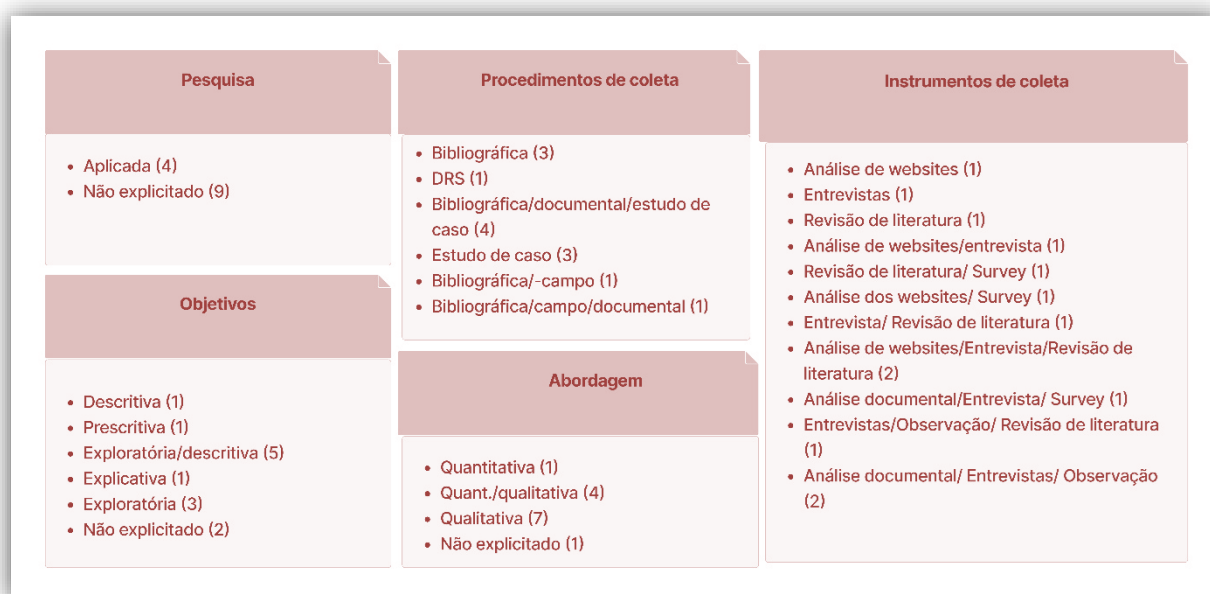 Pesquisa
• Aplicada (4)
• Não explicitado (9)
Objetivos
• Descritiva (1)
• Prescritiva (1)
• Exploratória/descritiva (5)
• Explicativa (1)
• Exploratória (3)
• Não explicitado (2)
Procedimentos de coleta
• Bibliográfica (3)
• DRS (1)
• Bibliográfica/documental/estudo de
caso (4)
• Estudo de caso (3)
• Bibliográfica/-campo (1)
• Bibliográfica/campo/documental (1)
Abordagem
• Quantitativa (1)
• Quant./qualitativa (4)
• Qualitativa (7)
• Não explicitado (1)
Instrumentos de coleta
• Análise de websites (1)
• Entrevistas (1)
• Revisão de literatura (1)
• Análise de websites/entrevista (1)
• Revisão de literatura/ Survey (1)
• Análise dos websites/ Survey (1)
• Entrevista/ Revisão de literatura (1)
• Análise de websites/Entrevista/Revisão de
literatura (2)
• Análise documental/Entrevista/ Survey (1)
• Entrevistas/Observação/ Revisão de literatura
(1)
• Análise documental/ Entrevistas/ Observação
(2)